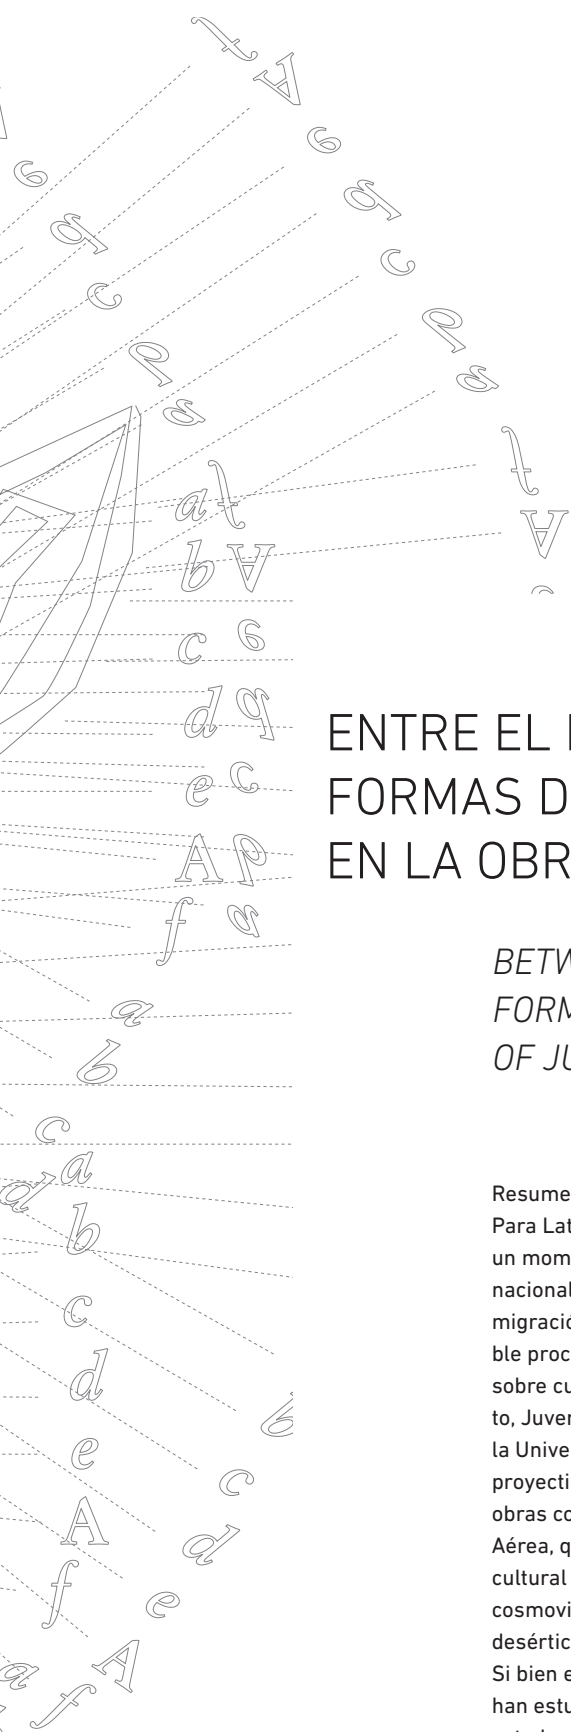 f
A
e
b
c
d
a
f
A
a
b
c
d
e
A
f
ENTRE EL
FORMAS D
EN LA OBR
BETW
FORM
OF JU
a
b
c
d
a
b
c
d
e
A
f
b
c
d
e
A
f
Resume
Para Lat
un mom
nacional
migració
ble proc
sobre cu
to, Juver
la Unive
proyecti
obras co
Aérea, q
cultural
cosmovi
desértic
Si bien e
han estu